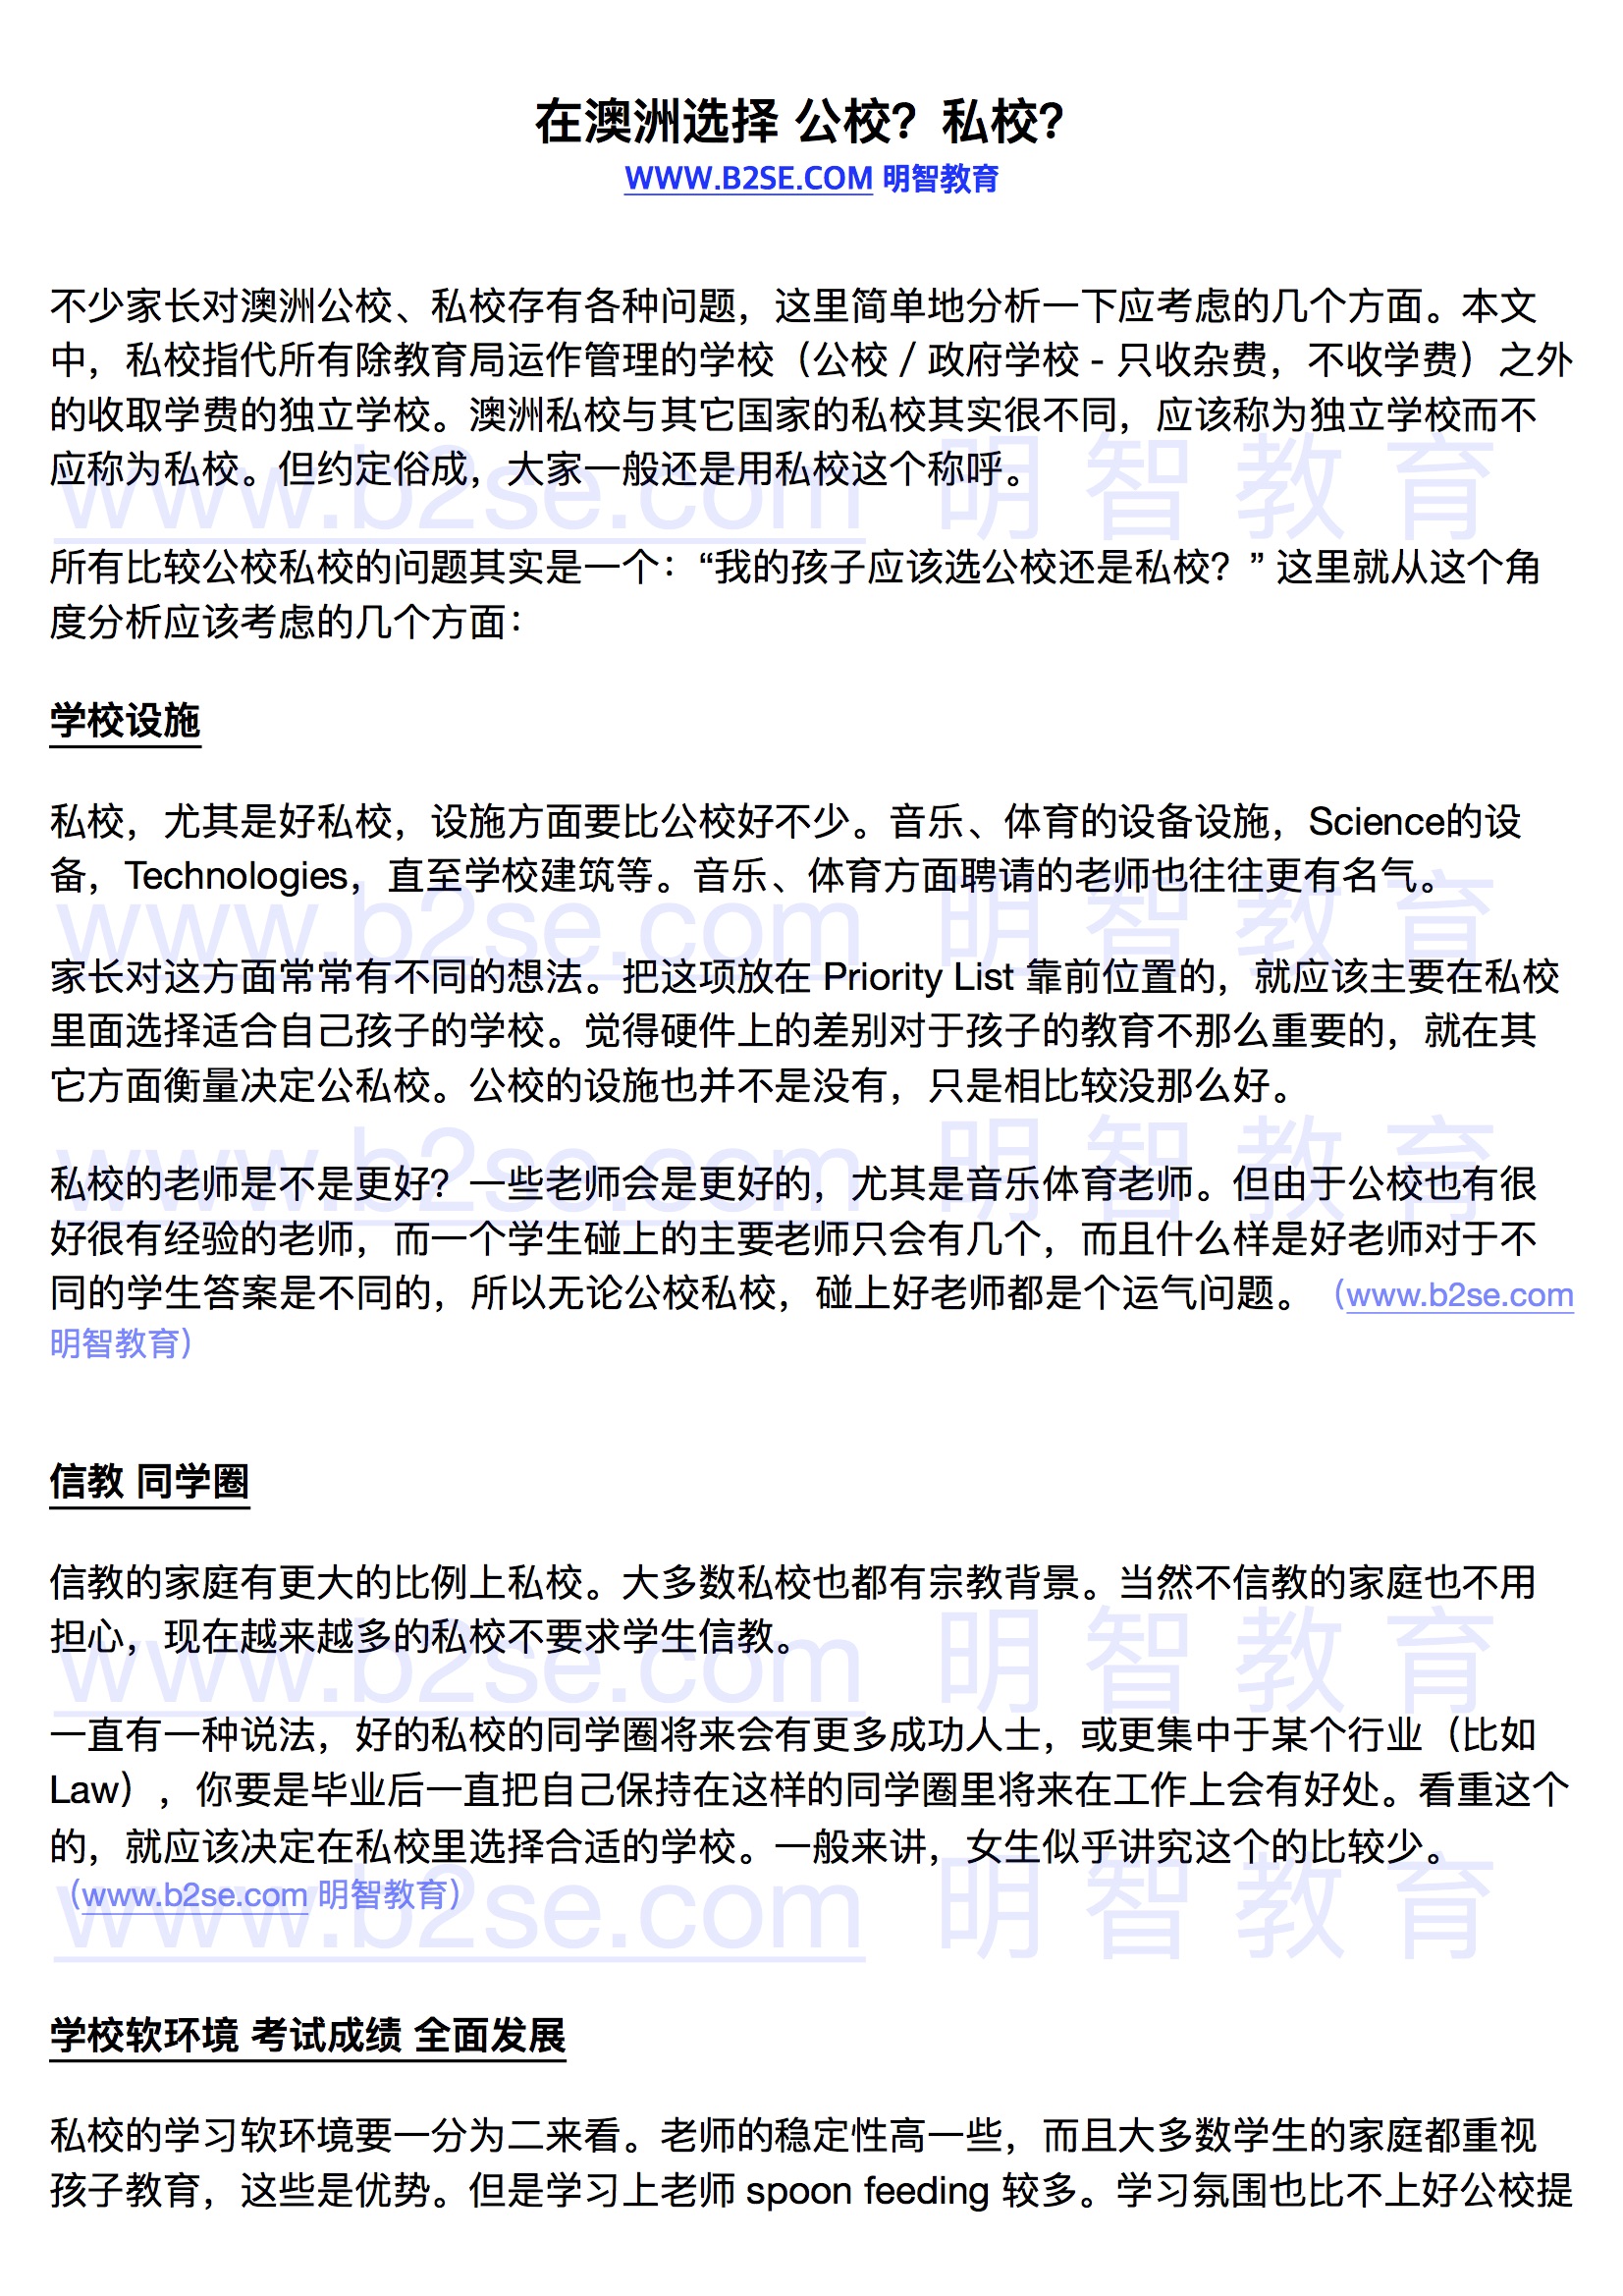 在澳洲选择 公校？私校？
WWW.B2SE.COM 明智教育
不少家长对澳洲公校、私校存有各种问题，这里简单地分析一下应考虑的几个方面。本文
中，私校指代所有除教育局运作管理的学校（公校 / 政府学校 - 只收杂费，不收学费）之外
的收取学费的独立学校。澳洲私校与其它国家的私校其实很不同，应该称为独立学校而不
应称为私校。但约定俗成，大家一般还是用私校这个称呼。
www.b2se.com 明智教育
所有比较公校私校的问题其实是一个：“我的孩子应该选公校还是私校？” 这里就从这个角
度分析应该考虑的几个方面：
学校设施
私校，尤其是好私校，设施方面要比公校好不少。音乐、体育的设备设施，Science的设
备，Technologies，直至学校建筑等。音乐、体育方面聘请的老师也往往更有名气。
www.b2se.com 明智教育
家长对这方面常常有不同的想法。把这项放在 Priority List 靠前位置的，就应该主要在私校
里面选择适合自己孩子的学校。觉得硬件上的差别对于孩子的教育不那么重要的，就在其
它方面衡量决定公私校。公校的设施也并不是没有，只是相比较没那么好。
www.b2se.com 明智教育
私校的老师是不是更好？一些老师会是更好的，尤其是音乐体育老师。但由于公校也有很
好很有经验的老师，而一个学生碰上的主要老师只会有几个，而且什么样是好老师对于不
同的学生答案是不同的，所以无论公校私校，碰上好老师都是个运气问题。（www.b2se.com
明智教育）
信教 同学圈
信教的家庭有更大的比例上私校。大多数私校也都有宗教背景。当然不信教的家庭也不用
担心，现在越来越多的私校不要求学生信教。
www.b2se.com 明智教育
一直有一种说法，好的私校的同学圈将来会有更多成功人士，或更集中于某个行业（比如
Law），你要是毕业后一直把自己保持在这样的同学圈里将来在工作上会有好处。看重这个
的，就应该决定在私校里选择合适的学校。一般来讲，女生似乎讲究这个的比较少。
（www.b2se.com 明智教育）
www.b2se.com 明智教育
学校软环境 考试成绩 全面发展
私校的学习软环境要一分为二来看。老师的稳定性高一些，而且大多数学生的家庭都重视
孩子教育，这些是优势。但是学习上老师 spoon feeding 较多。学习氛围也比不上好公校提